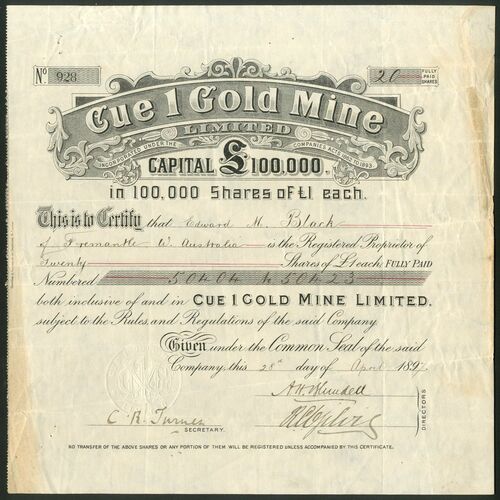 No 928
20 FULLY PAID SHARES
Cue 1 Gold Mine
LIMITED
INCORPORATED UNDER THE COMPANIES ACTS 1862 TO 1893.
CAPITAL £100,000,
in 100,000 Shares of £1 each.
This is to Certify that Edward M. Black
of Fremantle W. Australia is the Registered Proprietor of
Twenty Shares of £1 each, FULLY PAID
Numbered 50404 to 50423
both inclusive of and in CUE 1 GOLD MINE LIMITED.
subject to the Rules, and Regulations of the said Company.
Given under the Common Seal of the said
Company, this 28th day of April 1897
C. R. Turner
SECRETARY.
DIRECTORS
NO TRANSFER OF THE ABOVE SHARES OR ANY PORTION OF THEM WILL BE REGISTERED UNLESS ACCOMPANIED BY THIS CERTIFICATE.